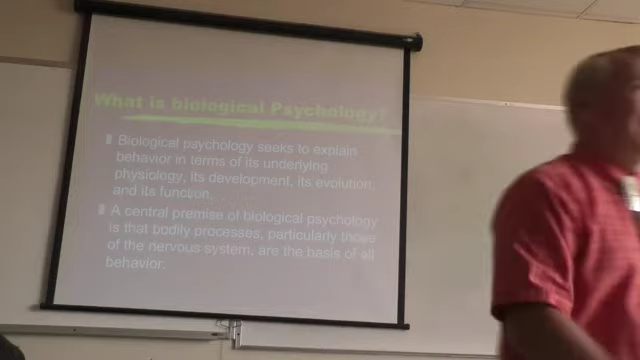 What is biological Psychology?
Biological psychology seeks to explain
behavior in terms of its underlying
physiology, its development, its evolution,
and its function.
A central premise of biological psychology
is that bodily processes, particularly those
of the nervous system, are the basis of all
behavior.